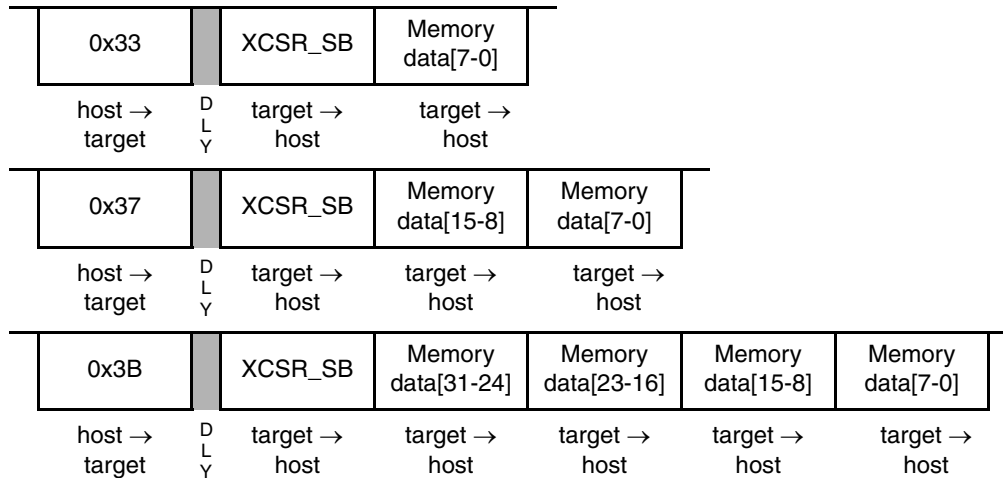 0x33 XCSR_SB Memory data[7-0]
host → target D L Y target → host target → host
0x37 XCSR_SB Memory data[15-8] Memory data[7-0]
host → target D L Y target → host target → host target → host
0x3B XCSR_SB Memory data[31-24] Memory data[23-16] Memory data[15-8] Memory data[7-0]
host → target D L Y target → host target → host target → host target → host target → host